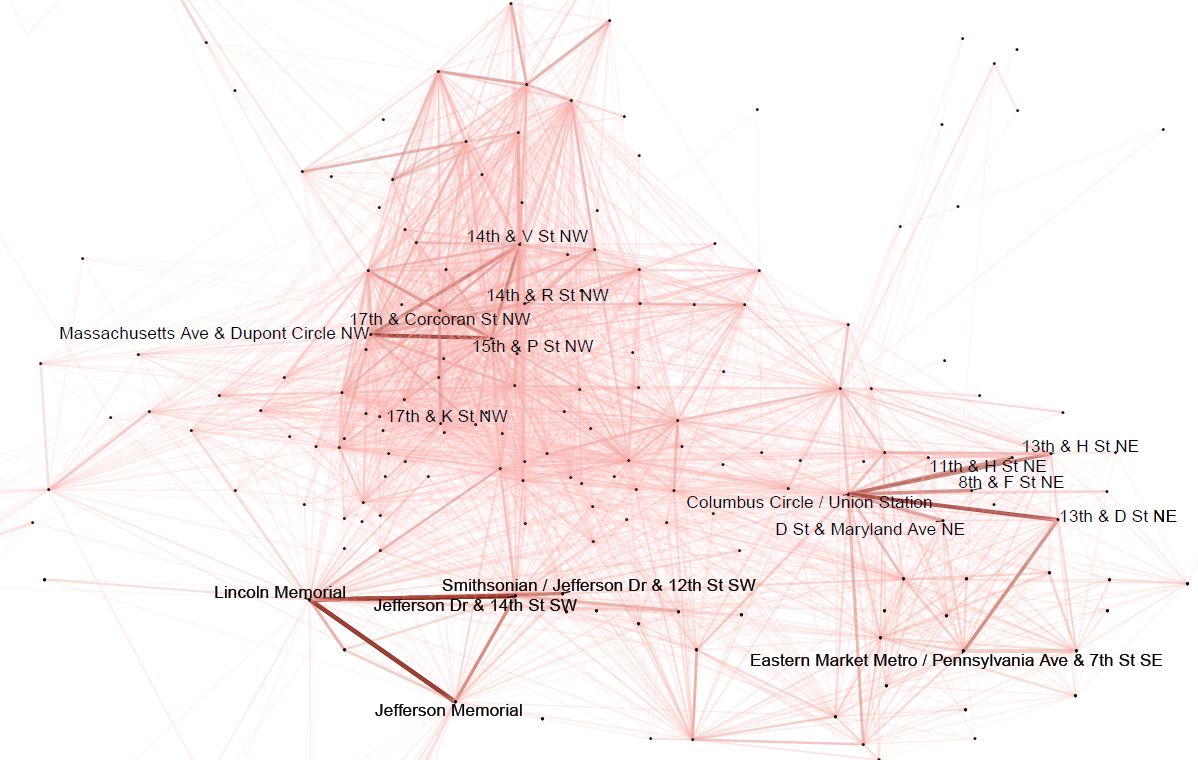 14th & V St NW
14th & R St NW
17th & Corcoran St NW
Massachusetts Ave & Dupont Circle NW
15th & P St NW
17th & K St NW
13th & H St NE
11th & H St NE
8th & F St NE
Columbus Circle / Union Station
13th & D St NE
D St & Maryland Ave NE
Smithsonian / Jefferson Dr & 12th St SW
Lincoln Memorial
Jefferson Dr & 14th St SW
Eastern Market Metro / Pennsylvania Ave & 7th St SE
Jefferson Memorial